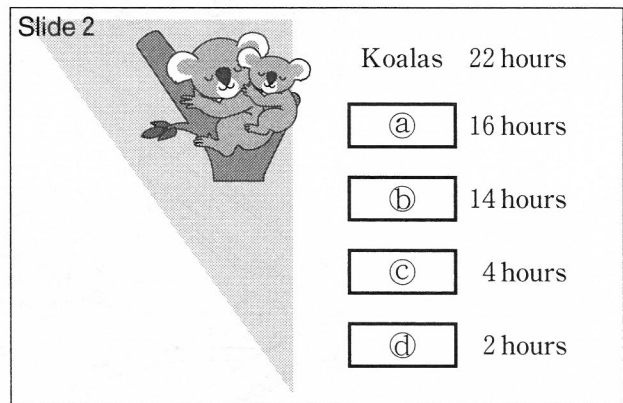 Slide 2
Koalas 22 hours
ⓐ 16 hours
ⓑ 14 hours
ⓒ 4 hours
ⓓ 2 hours